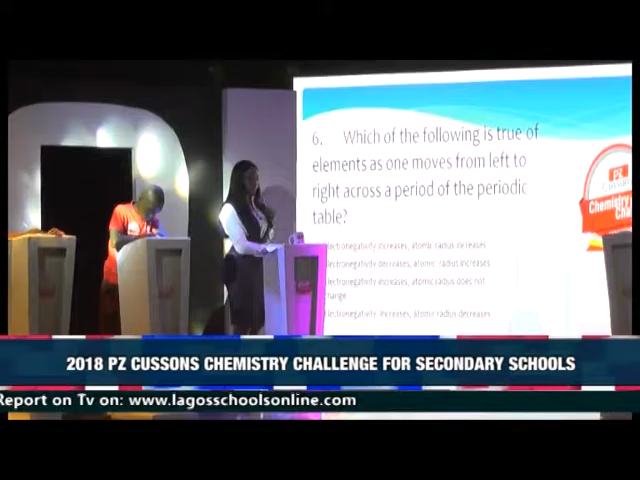 6. Which of the following is true of
elements as one moves from left to
right across a period of the periodic
table?
lectronegativity increases, atomic radius increases
lectronegativity decreases, atomic radius increases
lectronegativity increases, atomic radius does not
change
lectronegativity increases, atomic radius decreases
PZ
Cussons
Chemistry
Cha
2018 PZ CUSSONS CHEMISTRY CHALLENGE FOR SECONDARY SCHOOLS
Report on Tv on: www.lagosschoolsonline.com